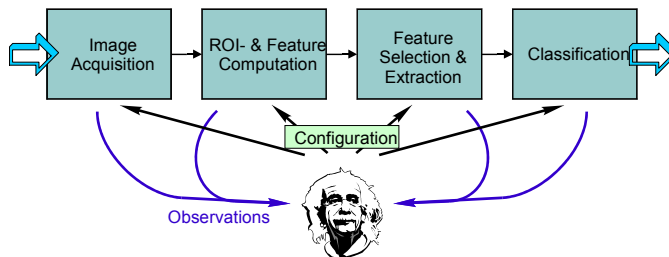 Image
Acquisition
ROI- & Feature
Computation
Feature
Selection &
Extraction
Classification
Configuration
Observations